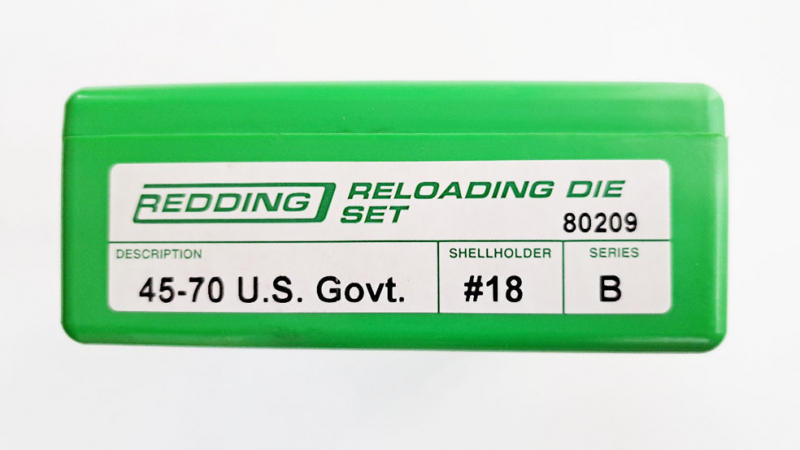 REDDING RELOADING DIE
SET
80209
DESCRIPTION SHELLHOLDER SERIES
45-70 U.S. Govt. #18 B